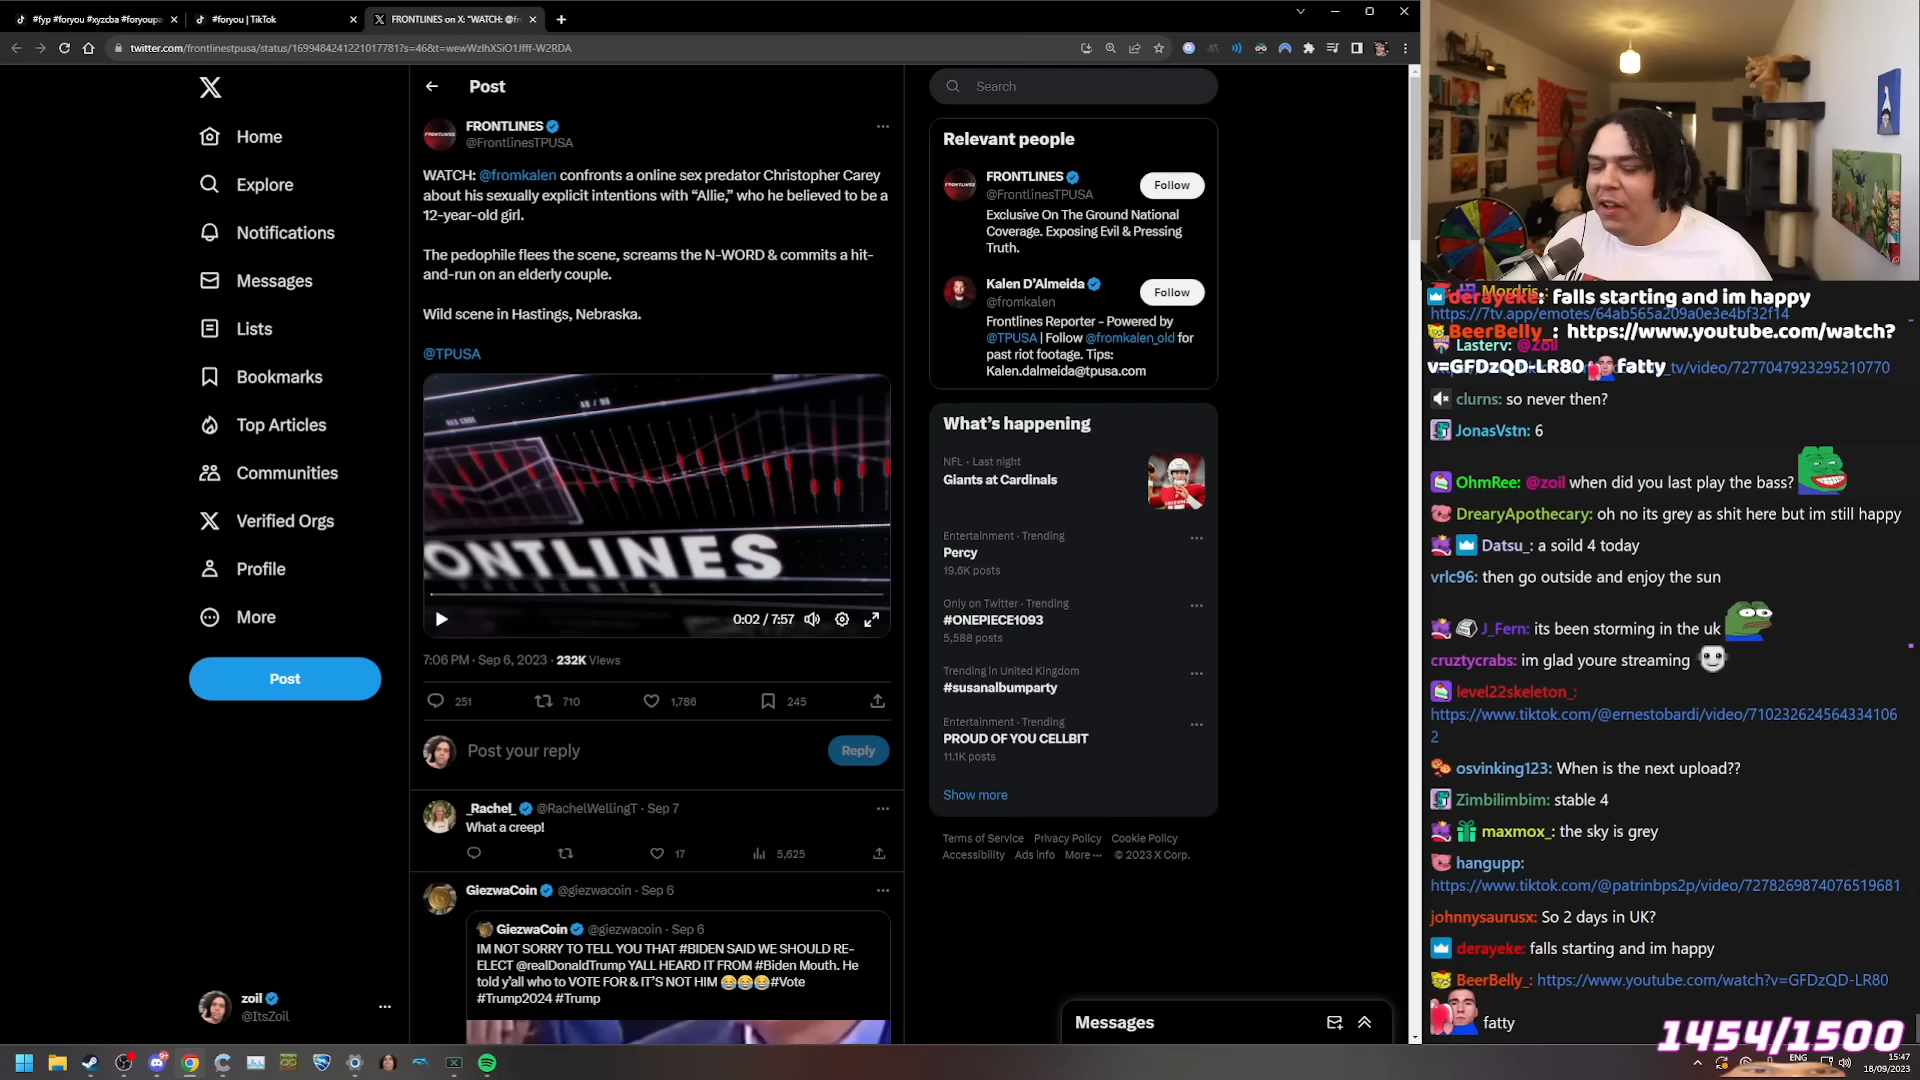 #fyp #foryou #xyzcba #foryoupa
#foryou | TikTok
FRONTLINES on X: "WATCH: @fr
twitter.com/frontlinestpusa/status/1699484241221017781?s=46&t=wewWzlhXSiO1Jfff-W2RDA
Home
Explore
Notifications
Messages
Lists
Bookmarks
Top Articles
Communities
Verified Orgs
Profile
More
Post
zoil
@ItsZoil
Post
FRONTLINES
@FrontlinesTPUSA
WATCH: @fromkalen confronts a online sex predator Christopher Carey
about his sexually explicit intentions with “Allie,” who he believed to be a
12-year-old girl.
The pedophile flees the scene, screams the N-WORD & commits a hit-
and-run on an elderly couple.
Wild scene in Hastings, Nebraska.
@TPUSA
ONTLINES
0:02 / 7:57
7:06 PM · Sep 6, 2023 · 232K Views
251
710
1,786
245
Post your reply
Reply
_Rachel_ @RachelWellingT · Sep 7
What a creep!
17
5,625
GiezwaCoin @giezwacoin · Sep 6
GiezwaCoin @giezwacoin · Sep 6
IM NOT SORRY TO TELL YOU THAT #BIDEN SAID WE SHOULD RE-
ELECT @realDonaldTrump YALL HEARD IT FROM #Biden Mouth. He
told y’all who to VOTE FOR & IT’S NOT HIM 😂😂😂#Vote
#Trump2024 #Trump
Search
Relevant people
FRONTLINES
@FrontlinesTPUSA
Follow
Exclusive On The Ground National
Coverage. Exposing Evil & Pressing
Truth.
Kalen D’Almeida
@fromkalen
Follow
Frontlines Reporter - Powered by
@TPUSA | Follow @fromkalen_old for
past riot footage. Tips:
Kalen.dalmeida@tpusa.com
What’s happening
NFL · Last night
Giants at Cardinals
Entertainment · Trending
Percy
19.6K posts
Only on Twitter · Trending
#ONEPIECE1093
5,588 posts
Trending in United Kingdom
#susanalbumparty
Entertainment · Trending
PROUD OF YOU CELLBIT
11.1K posts
Show more
Terms of Service Privacy Policy Cookie Policy
Accessibility Ads info More ··· © 2023 X Corp.
Messages
Mordris:
derayeke: falls starting and im happy
https://7tv.app/emotes/64ab565a209a0e3e4bf32f14
BeerBelly_: https://www.youtube.com/watch?
Lasterv: @Zoil
v=GFDzQD-LR80 fatty
_tv/video/7277047923295210770
clurns: so never then?
JonasVstn: 6
OhmRee: @zoil when did you last play the bass?
DrearyApothecary: oh no its grey as shit here but im still happy
Datsu_: a soild 4 today
vrlc96: then go outside and enjoy the sun
J_Fern: its been storming in the uk
cruztycrabs: im glad youre streaming
level22skeleton_:
https://www.tiktok.com/@ernestobardi/video/710232624564334106
2
osvinking123: When is the next upload??
Zimbilimbim: stable 4
maxmox_: the sky is grey
hangupp:
https://www.tiktok.com/@patrinbps2p/video/7278269874076519681
johnnysaurusx: So 2 days in UK?
derayeke: falls starting and im happy
BeerBelly_: https://www.youtube.com/watch?v=GFDzQD-LR80
fatty
1454/1500
ENG
15:47
18/09/2023